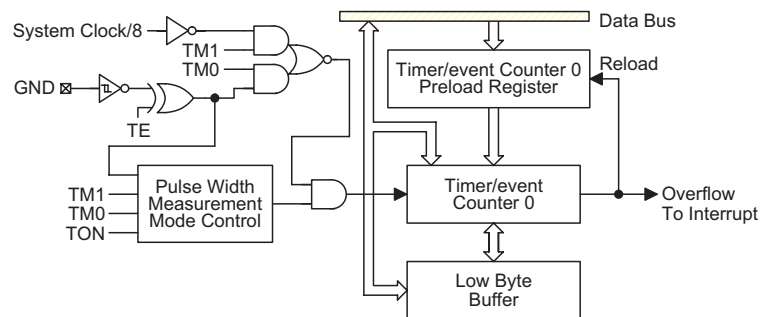 System Clock/8
TM1
TM0
GND
TE
TM1
TM0
TON
Pulse Width
Measurement
Mode Control
Data Bus
Timer/event Counter 0
Preload Register
Reload
Timer/event
Counter 0
Overflow
To Interrupt
Low Byte
Buffer